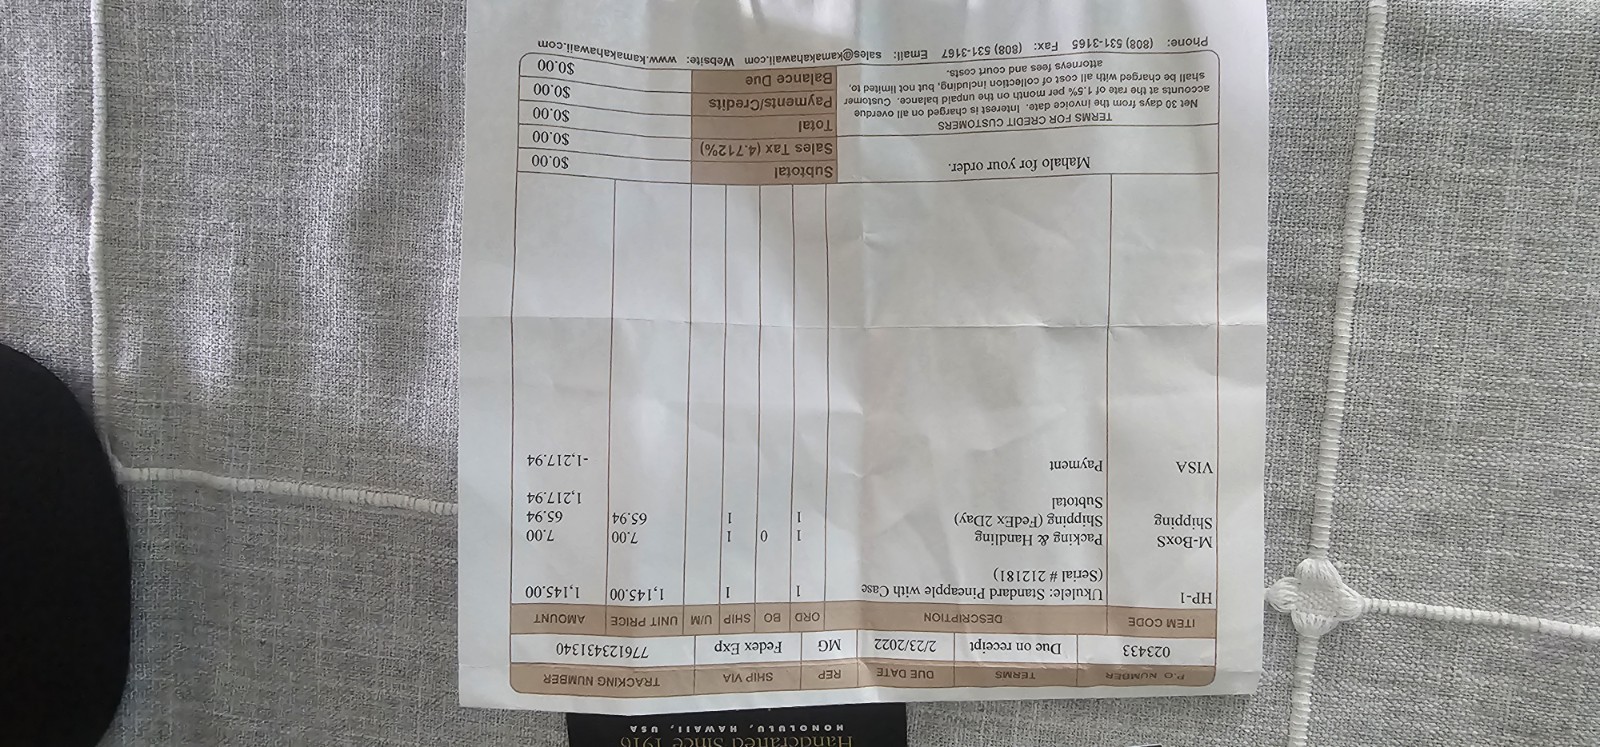 P.O. NUMBER TERMS DUE DATE REP SHIP VIA TRACKING NUMBER
023433 Due on receipt 2/23/2022 MG Fedex Exp 776123431340
ITEM CODE DESCRIPTION ORD BO SHIP U/M UNIT PRICE AMOUNT
HP-1 Ukulele: Standard Pineapple with Case 1 1 1,145.00 1,145.00
(Serial # 212181)
M-BoxS Packing & Handling 1 0 1 7.00 7.00
Shipping Shipping (FedEx 2Day) 1 1 65.94 65.94
Subtotal 1,217.94
VISA Payment -1,217.94
Mahalo for your order.
TERMS FOR CREDIT CUSTOMERS
Net 30 days from the invoice date. Interest is charged on all overdue
accounts at the rate of 1.5% per month on the unpaid balance. Customer
shall be charged with all cost of collection including, but not limited to,
attorneys fees and court costs.
Subtotal $0.00
Sales Tax (4.712%) $0.00
Total $0.00
Payments/Credits $0.00
Balance Due $0.00
Phone: (808) 531-3165 Fax: (808) 531-3167 Email: sales@kamakahawaii.com Website: www.kamakahawaii.com
Handcrafted Since 1916
HONOLULU, HAWAII, USA